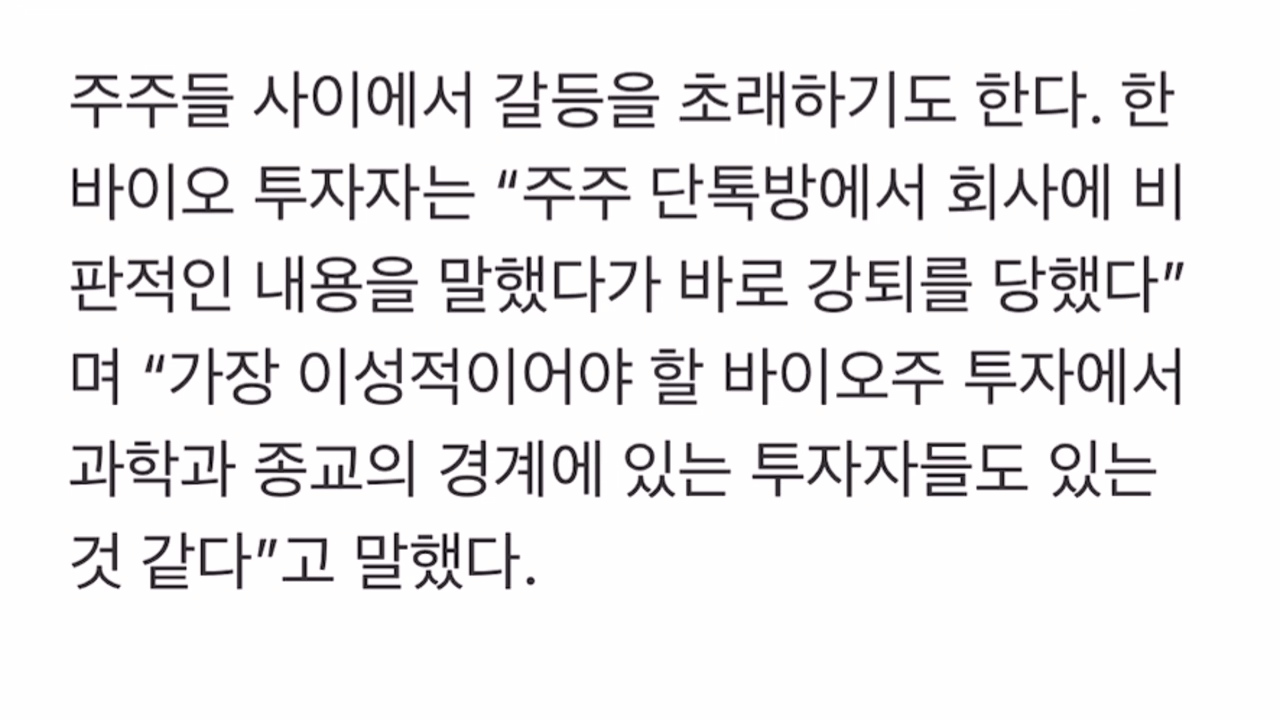 주주들 사이에서 갈등을 초래하기도 한다. 한
바이오 투자자는 “주주 단톡방에서 회사에 비
판적인 내용을 말했다가 바로 강퇴를 당했다”
며 “가장 이성적이어야 할 바이오주 투자에서
과학과 종교의 경계에 있는 투자자들도 있는
것 같다”고 말했다.